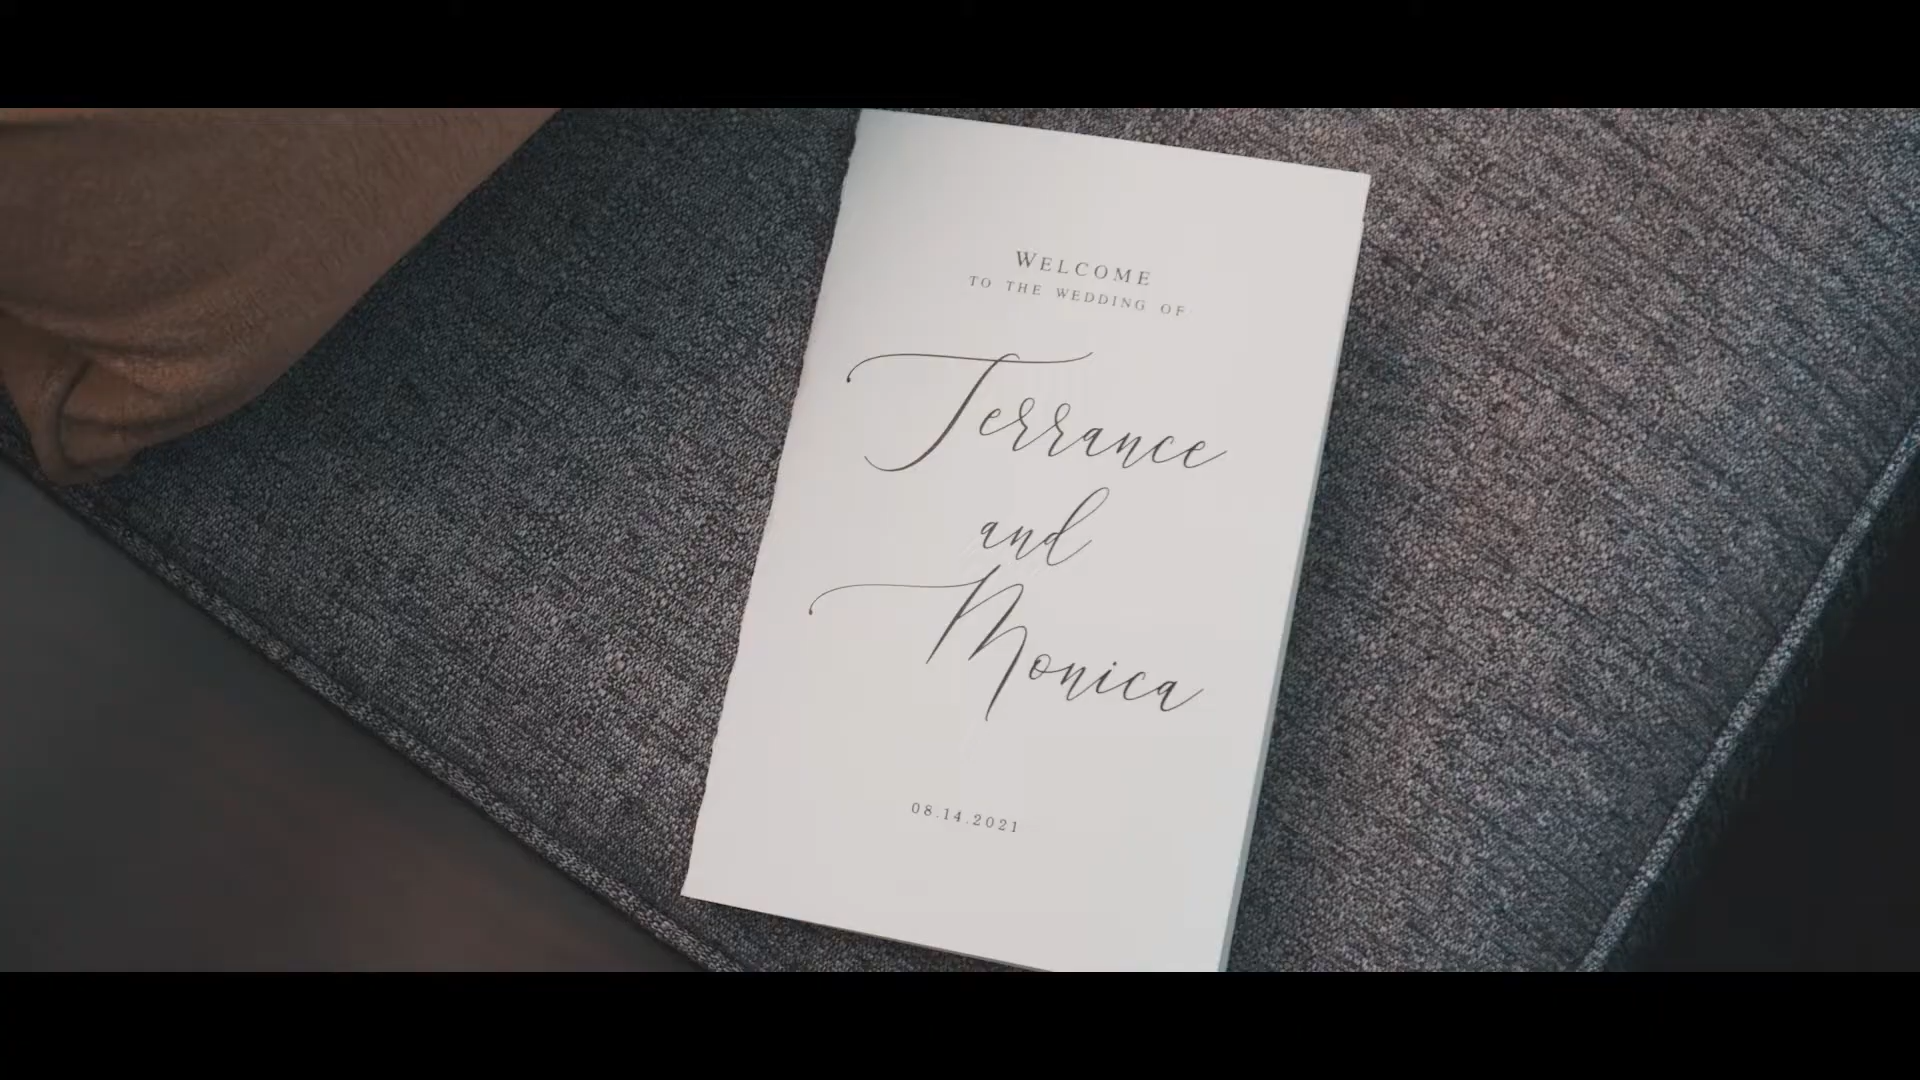 WELCOME
TO THE WEDDING OF
Terrance
and
Monica
08.14.2021